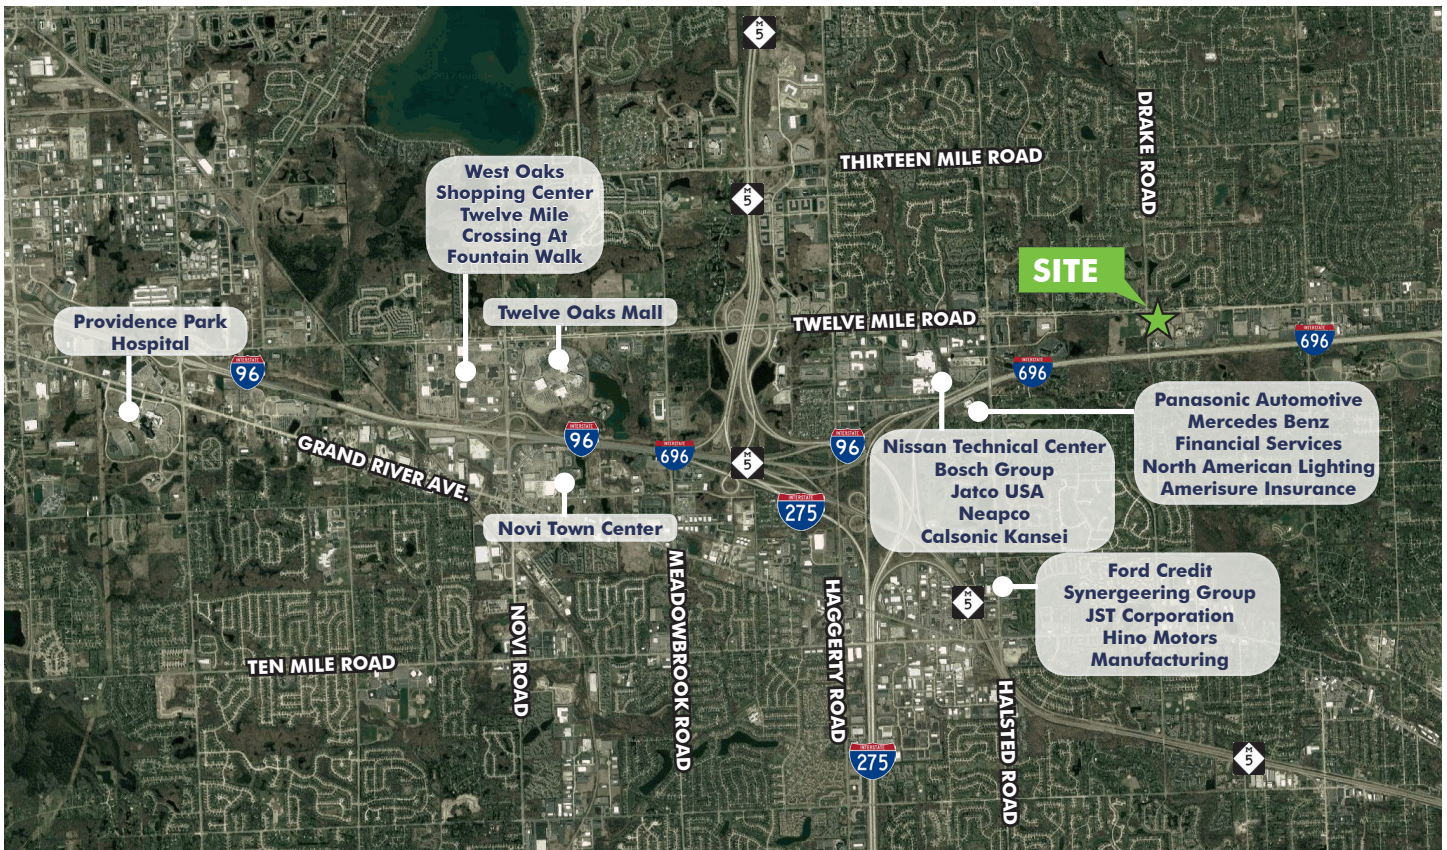 M
5
DRAKE ROAD
THIRTEEN MILE ROAD
West Oaks
Shopping Center
Twelve Mile
Crossing At
Fountain Walk
M
5
SITE
Twelve Oaks Mall
TWELVE MILE ROAD
Providence Park
Hospital
INTERSTATE
696
INTERSTATE
96
INTERSTATE
696
Panasonic Automotive
Mercedes Benz
Financial Services
North American Lighting
Amerisure Insurance
GRAND RIVER AVE.
INTERSTATE
96
INTERSTATE
696
M
5
INTERSTATE
96
Nissan Technical Center
Bosch Group
Jatco USA
Neapco
Calsonic Kansei
INTERSTATE
275
Novi Town Center
MEADOWBROOK ROAD
HAGGERTY ROAD
NOVI ROAD
M
5
Ford Credit
Synergeering Group
JST Corporation
Hino Motors
Manufacturing
TEN MILE ROAD
HALSTED ROAD
INTERSTATE
275
M
5